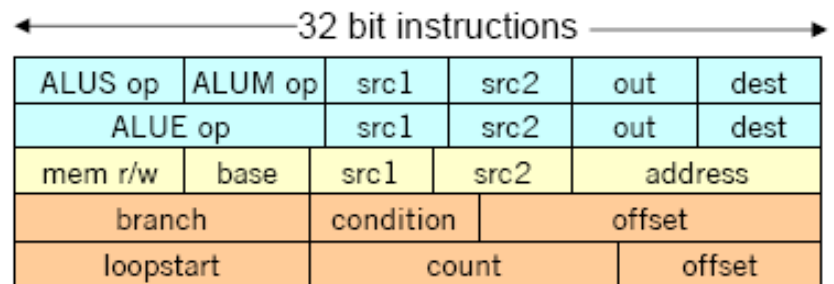 32 bit instructions
ALUS op ALUM op src1 src2 out dest
ALUE op src1 src2 out dest
mem r/w base src1 src2 address
branch condition offset
loopstart count offset